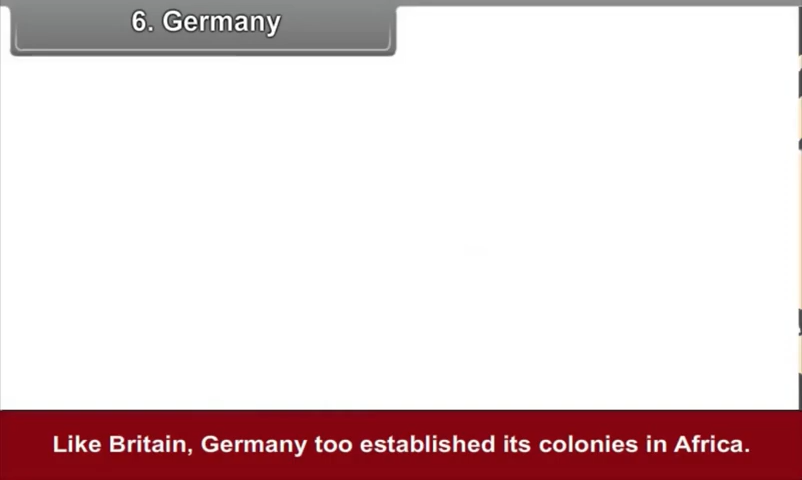 6. Germany
Like Britain, Germany too established its colonies in Africa.